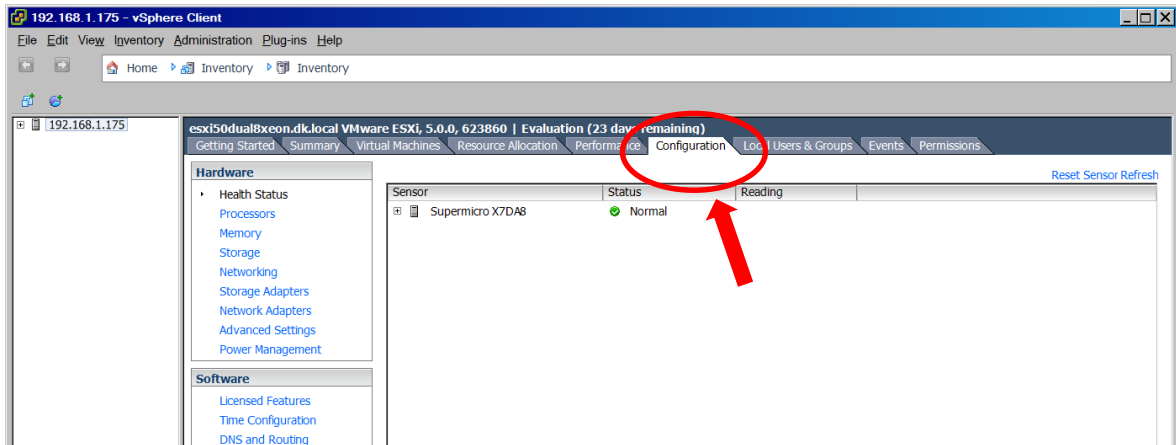 192.168.1.175 - vSphere Client
File Edit View Inventory Administration Plug-ins Help
Home Inventory Inventory
192.168.1.175
esxi50dual8xeon.dk.local VMware ESXi, 5.0.0, 623860 | Evaluation (23 days remaining)
Getting Started Summary Virtual Machines Resource Allocation Performance Configuration Local Users & Groups Events Permissions
Hardware
Health Status
Processors
Memory
Storage
Networking
Storage Adapters
Network Adapters
Advanced Settings
Power Management
Software
Licensed Features
Time Configuration
DNS and Routing
Reset Sensor Refresh
Sensor Status Reading
Supermicro X7DA8 Normal